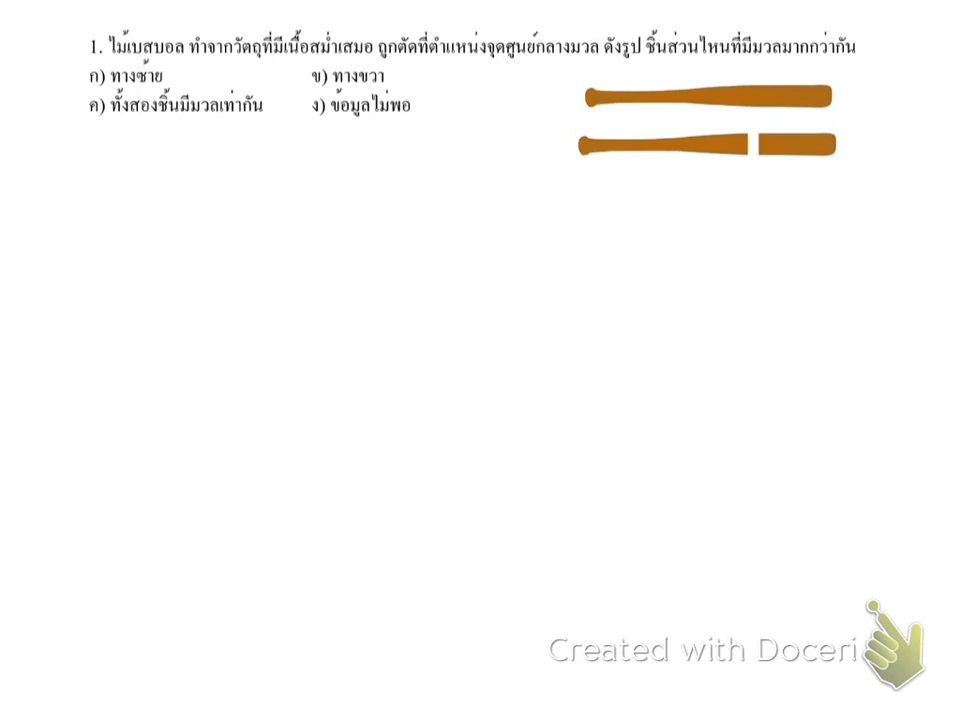 1. ไม้เบสบอล ทำจากวัตถุที่มีเนื้อสม่ำเสมอ ถูกตัดที่ตำแหน่งจุดศูนย์กลางมวล ดังรูป ชิ้นส่วนไหนที่มีมวลมากกว่ากัน
ก) ทางซ้าย ข) ทางขวา
ค) ทั้งสองชิ้นมีมวลเท่ากัน ง) ข้อมูลไม่พอ
Created with Doceri